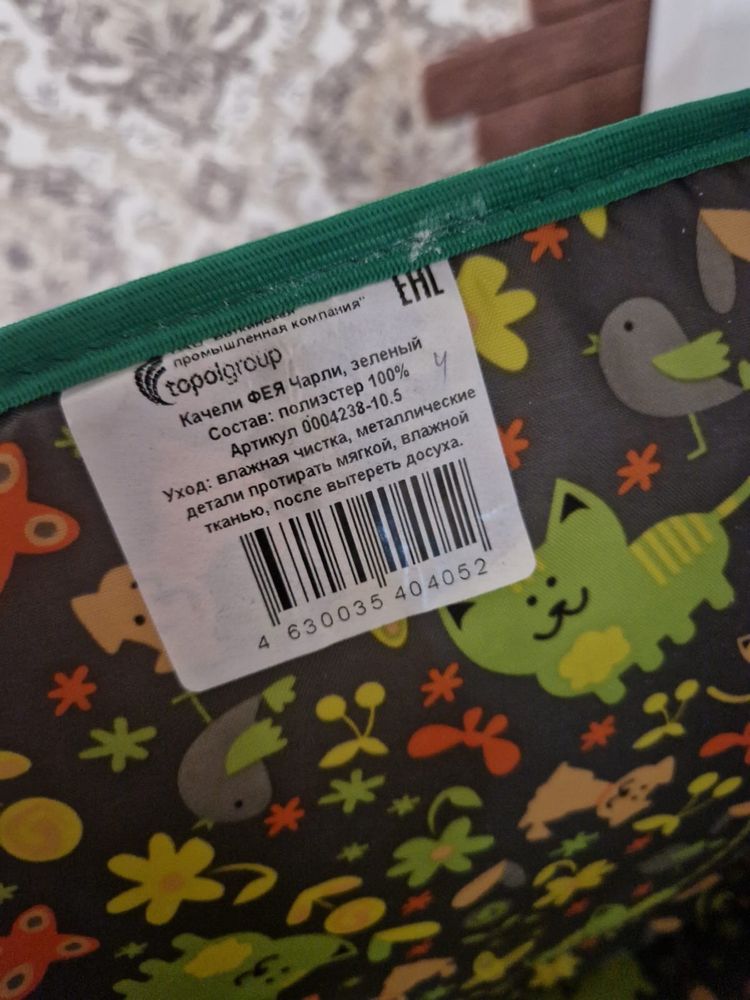 EAC
промышленная компания"
topolgroup
Качели ФЕЯ Чарли, зеленый
Состав: полиэстер 100%
Артикул 0004238-10.5
Уход: влажная чистка, металлические
детали протирать мягкой, влажной
тканью, после вытереть досуха.
4 630035 404052